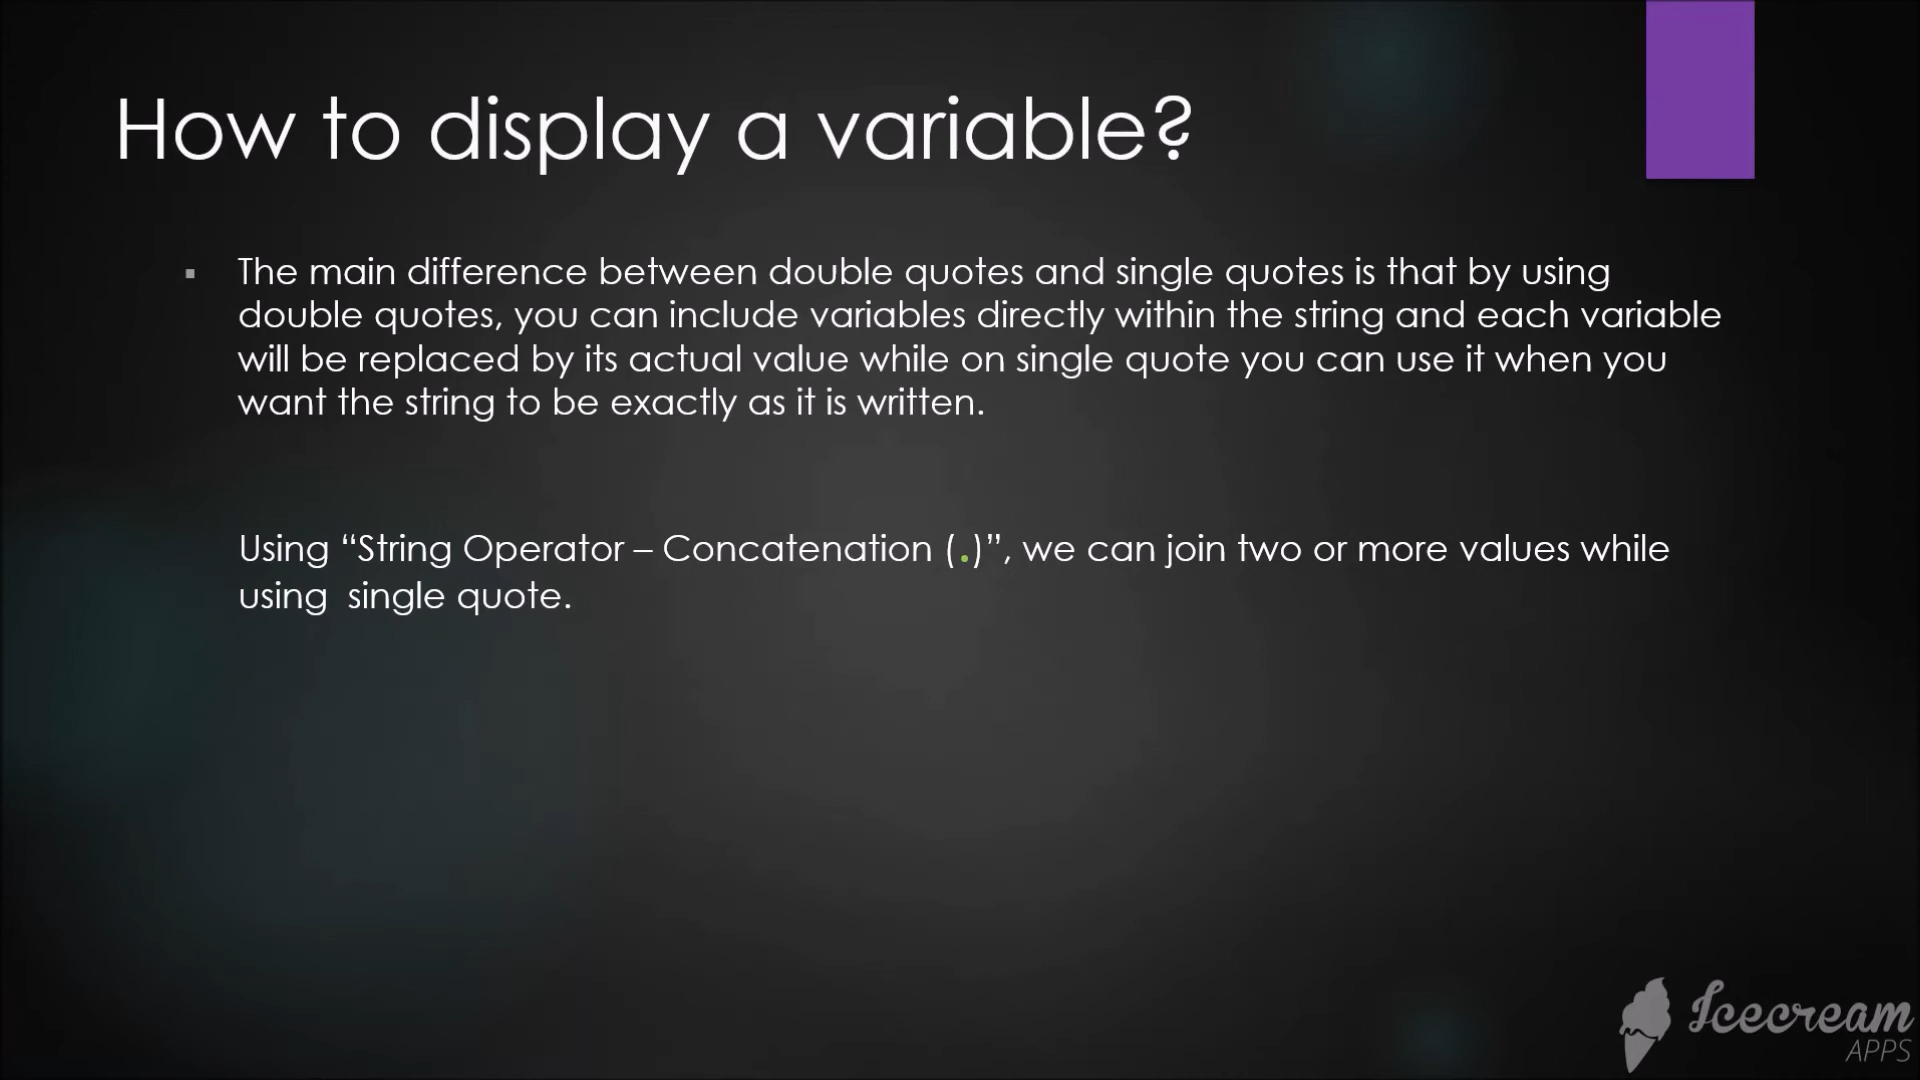 How to display a variable?
The main difference between double quotes and single quotes is that by using
double quotes, you can include variables directly within the string and each variable
will be replaced by its actual value while on single quote you can use it when you
want the string to be exactly as it is written.
Using “String Operator – Concatenation (.)”, we can join two or more values while
using  single quote.
Icecream
APPS